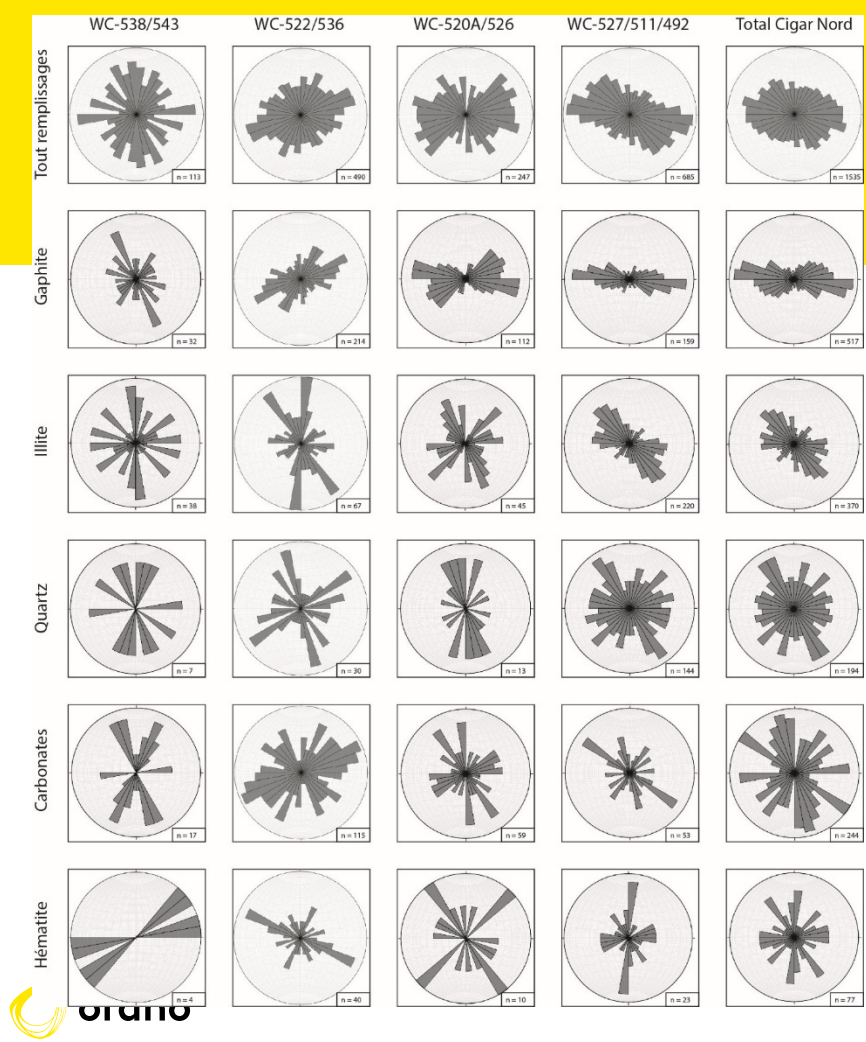 WC-538/543 WC-522/536 WC-520A/526 WC-527/511/492 Total Cigar Nord
Tout remplissages
n = 113 n = 490 n = 247 n = 685 n = 1535
Gaphite
n = 32 n = 214 n = 112 n = 159 n = 517
Illite
n = 38 n = 67 n = 45 n = 220 n = 370
Quartz
n = 7 n = 30 n = 13 n = 144 n = 194
Carbonates
n = 17 n = 115 n = 59 n = 53 n = 244
Hématite
n = 4 n = 40 n = 10 n = 23 n = 77
orano